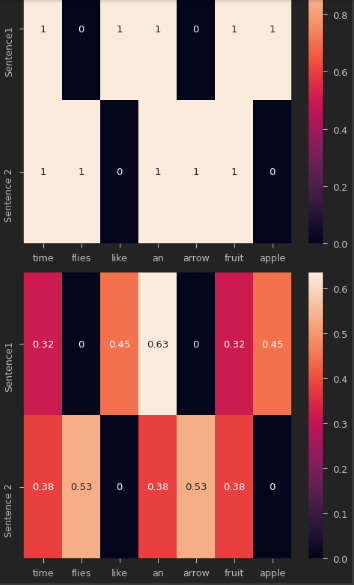 0.8
Sentence1 1 0 1 1 0 1 1
0.6
0.4
Sentence 2 1 1 0 1 1 1 0
0.2
0.0
time flies like an arrow fruit apple
0.6
0.5
Sentence1 0.32 0 0.45 0.63 0 0.32 0.45
0.4
0.3
0.2
Sentence 2 0.38 0.53 0 0.38 0.53 0.38 0
0.1
0.0
time flies like an arrow fruit apple